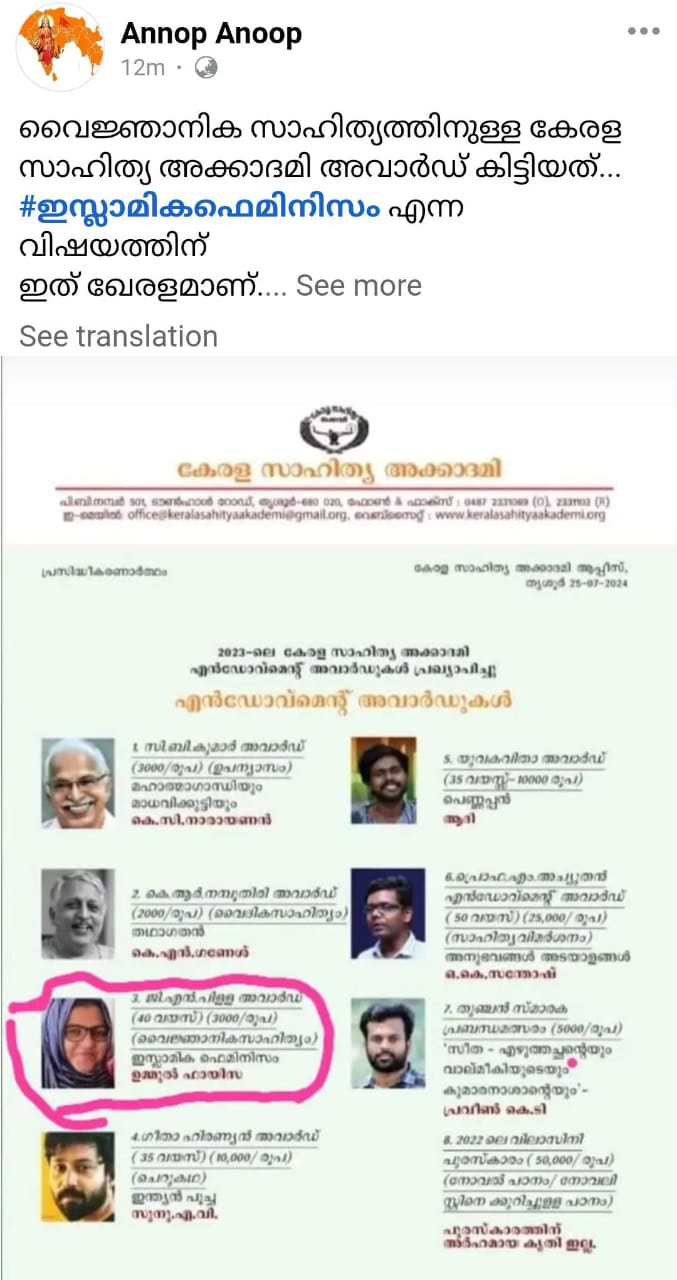 Annop Anoop
12m
വൈജ്ഞാനിക സാഹിത്യത്തിനുള്ള കേരള
സാഹിത്യ അക്കാദമി അവാർഡ് കിട്ടിയത്...
#ഇസ്ലാമികഫെമിനിസം എന്ന
വിഷയത്തിന്
ഇത് ഖേരളമാണ്.... See more
See translation
കേരള സാഹിത്യ അക്കാദമി
പി.ബി.നമ്പർ 501, ടൗൺഹാൾ റോഡ്, തൃശൂർ-680 020, ഫോൺ & ഫാക്സ് : 0487 2331069 (O), 2331103 (R)
ഇ-മെയിൽ: office@keralasahityaakademi@gmail.org, വെബ്സൈറ്റ് : www.keralasahityaakademi.org
പ്രസിദ്ധീകരണാർത്ഥം
കേരള സാഹിത്യ അക്കാദമി ആപ്പീസ്,
തൃശൂർ 25-07-2024
2023-ലെ കേരള സാഹിത്യ അക്കാദമി
എൻഡോവ്മെന്റ് അവാർഡുകൾ പ്രഖ്യാപിച്ചു
എൻഡോവ്മെന്റ് അവാർഡുകൾ
1. സി.ബി.കുമാർ അവാർഡ്
(3000/രൂപ) (ഉപന്യാസം)
മഹാത്മാഗാന്ധിയും
മാധവിക്കുട്ടിയും
കെ.സി.നാരായണൻ
2. കെ.ആർ.നമ്പൂതിരി അവാർഡ്
(2000/രൂപ) (വൈദികസാഹിത്യം)
തഥാഗതൻ
കെ.എൻ.ഗണേശ്
3. ജി.എൻ.പിള്ള അവാർഡ്
(40 വയസ്) (3000/രൂപ)
(വൈജ്ഞാനികസാഹിത്യം)
ഇസ്ലാമിക ഫെമിനിസം
ഉമ്മുൽ ഫായിസ
4.ഗീതാ ഹിരണ്യൻ അവാർഡ്
(35 വയസ്) (10,000/ രൂപ)
(ചെറുകഥ)
ഇന്ത്യൻ പൂച്ച
സുനു.എ.വി.
5. യുവകവിതാ അവാർഡ്
(35 വയസ്സ്-10000 രൂപ)
പെണ്ണപ്പൻ
ആദി
6.പ്രൊഫ.എം.അച്യുതൻ
എൻഡോവ്മെന്റ് അവാർഡ്
( 50 വയസ് ) (25,000/ രൂപ)
(സാഹിത്യവിമർശനം)
അനുഭവങ്ങൾ അടയാളങ്ങൾ
ഒ.കെ.സന്തോഷ്
7. തുഞ്ചൻ സ്മാരക
പ്രബന്ധമത്സരം (5000/രൂപ)
'സീത - എഴുത്തച്ഛന്റെയും
വാല്മീകിയുടെയും
കുമാരനാശാന്റെയും'-
പ്രവീൺ കെ.ടി
8. 2022 ലെ വിലാസിനി
പുരസ്കാരം ( 50,000/ രൂപ)
(നോവൽ പഠനം/ നോവലി
സ്റ്റിനെ ക്കുറിച്ചുള്ള പഠനം)
പുരസ്കാരത്തിന്
അർഹമായ കൃതി ഇല്ല.